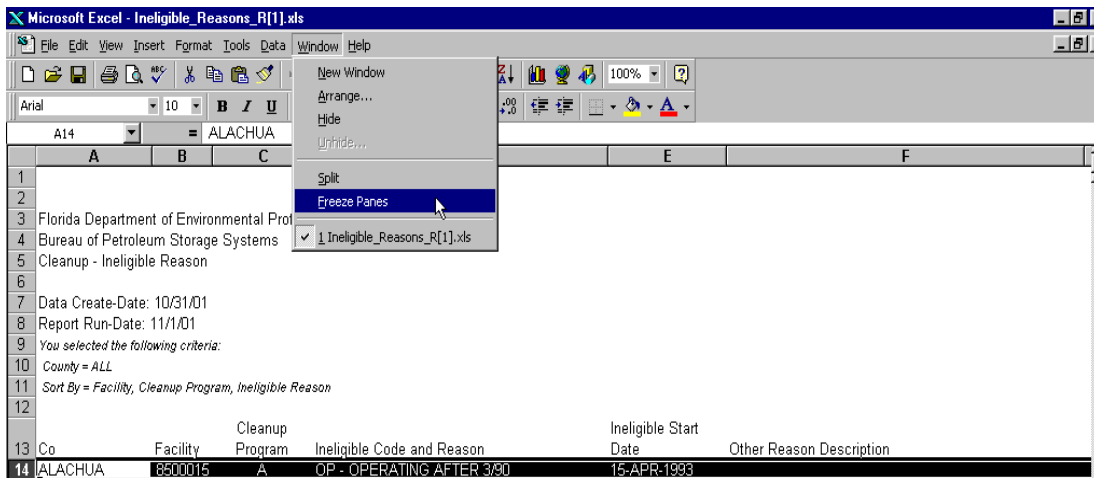 Microsoft Excel - Ineligible_Reasons_R[1].xls
File Edit View Insert Format Tools Data Window Help
100%
Arial 10 B I U A
A14 = ALACHUA
New Window
Arrange...
Hide
Unhide...
Split
Freeze Panes
1 Ineligible_Reasons_R[1].xls
A B C E F
1
2
3 Florida Department of Environmental Prot
4 Bureau of Petroleum Storage Systems
5 Cleanup - Ineligible Reason
6
7 Data Create-Date: 10/31/01
8 Report Run-Date: 11/1/01
9 You selected the following criteria:
10 County = ALL
11 Sort By = Facility, Cleanup Program, Ineligible Reason
12
Cleanup Ineligible Start
13 Co Facility Program Ineligible Code and Reason Date Other Reason Description
14 ALACHUA 8500015 A OP - OPERATING AFTER 3/90 15-APR-1993